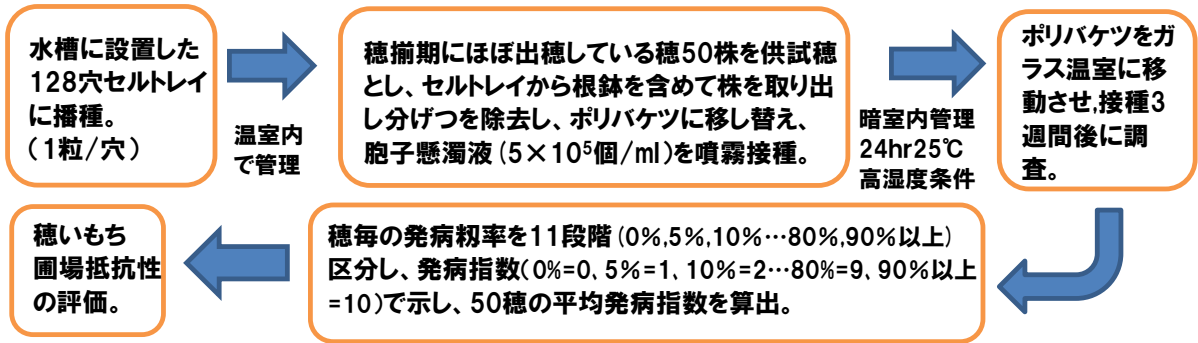 水槽に設置した
128穴セルトレイ
に播種。
(1粒/穴)
温室内
で管理
穂揃期にほぼ出穂している穂50株を供試穂
とし、セルトレイから根鉢を含めて株を取り出
し分げつを除去し、ポリバケツに移し替え、
胞子懸濁液(5×10⁵個/ml)を噴霧接種。
暗室内管理
24hr25℃
高湿度条件
ポリバケツをガ
ラス温室に移
動させ,接種3
週間後に調
査。
穂毎の発病籾率を11段階(0%,5%,10%…80%,90%以上)
区分し、発病指数(0%=0、5%=1、10%=2…80%=9、90%以上
=10)で示し、50穂の平均発病指数を算出。
穂いもち
圃場抵抗性
の評価。